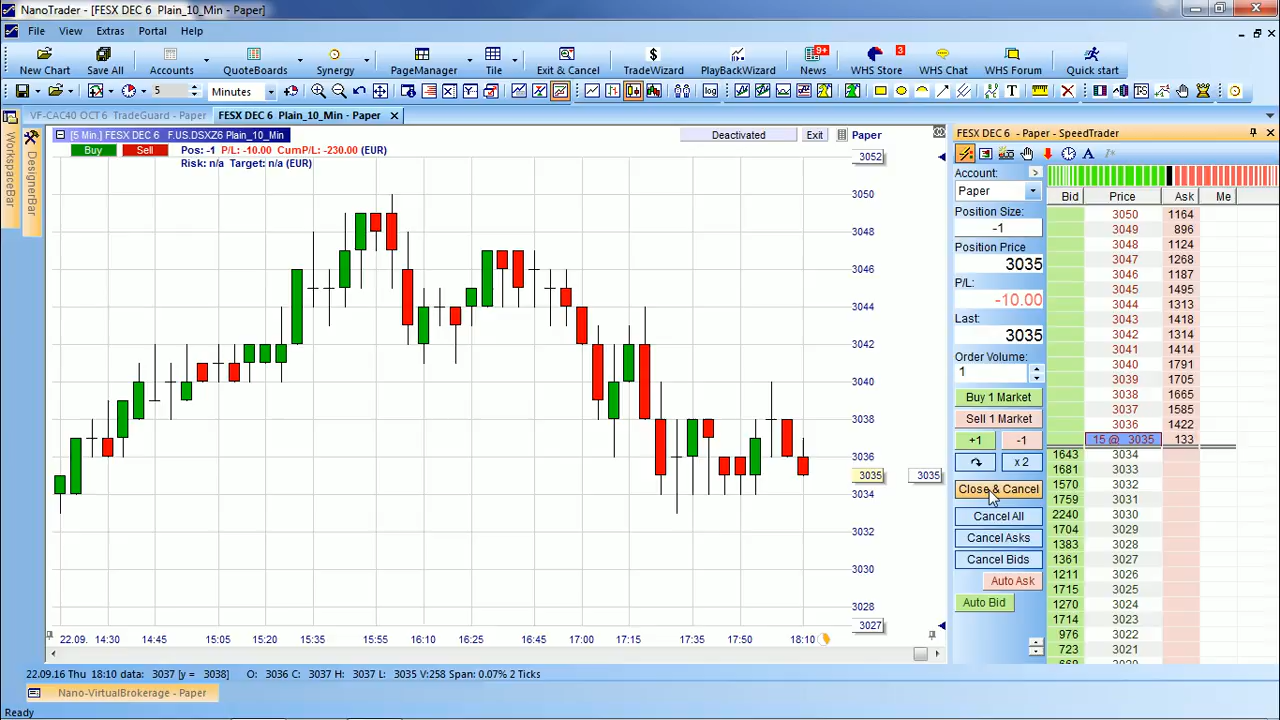 NanoTrader - [FESX DEC 6 Plain_10_Min - Paper]
File View Extras Portal Help
New Chart Save All Accounts QuoteBoards Synergy PageManager Tile Exit & Cancel TradeWizard PlayBackWizard 9+ News 3 WHS Store WHS Chat WHS Forum Quick start
5 Minutes
VF-CAC40 OCT 6 TradeGuard - Paper FESX DEC 6 Plain_10_Min - Paper
WorkspaceBar
DesignerBar
[5 Min.] FESX DEC 6 F.US.DSXZ6 Plain_10_Min Deactivated Exit Paper
Buy Sell Pos: -1 P/L: -10.00 CumP/L: -230.00 (EUR)
Risk: n/a Target: n/a (EUR)
3052
3050
3048
3046
3044
3042
3040
3038
3036
3035 3035
3034
3032
3030
3028
3027
22.09. 14:30 14:45 15:05 15:20 15:35 15:55 16:10 16:25 16:45 17:00 17:15 17:35 17:50 18:10
22.09.16 Thu 18:10 data: 3037 [y = 3038] O: 3036 C: 3037 H: 3037 L: 3035 V:258 Span: 0.07% 2 Ticks
Nano-VirtualBrokerage - Paper
Ready
FESX DEC 6 - Paper - SpeedTrader
Account:
Paper
Position Size:
-1
Position Price
3035
P/L:
-10.00
Last:
3035
Order Volume:
1
Buy 1 Market
Sell 1 Market
+1 -1
x 2
Close & Cancel
Cancel All
Cancel Asks
Cancel Bids
Auto Ask
Auto Bid
Bid Price Ask Me
3050 1164
3049 896
3048 1124
3047 1268
3046 1187
3045 1495
3044 1313
3043 1418
3042 1314
3041 1414
3040 1791
3039 1705
3038 1665
3037 1585
3036 1422
15 @ 3035 133
1643 3034
1681 3033
1570 3032
1759 3031
2240 3030
1704 3029
1383 3028
1361 3027
1211 3026
1715 3025
1270 3024
1714 3023
976 3022
723 3021